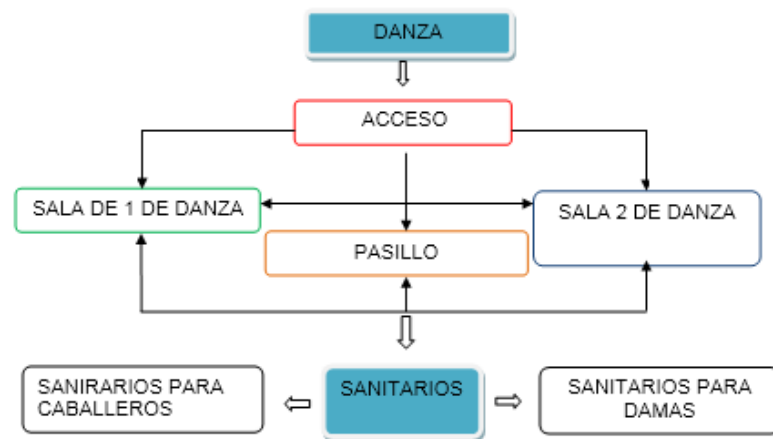 DANZA
ACCESO
SALA DE 1 DE DANZA
SALA 2 DE DANZA
PASILLO
SANIRARIOS PARA
CABALLEROS
SANITARIOS
SANITARIOS PARA
DAMAS